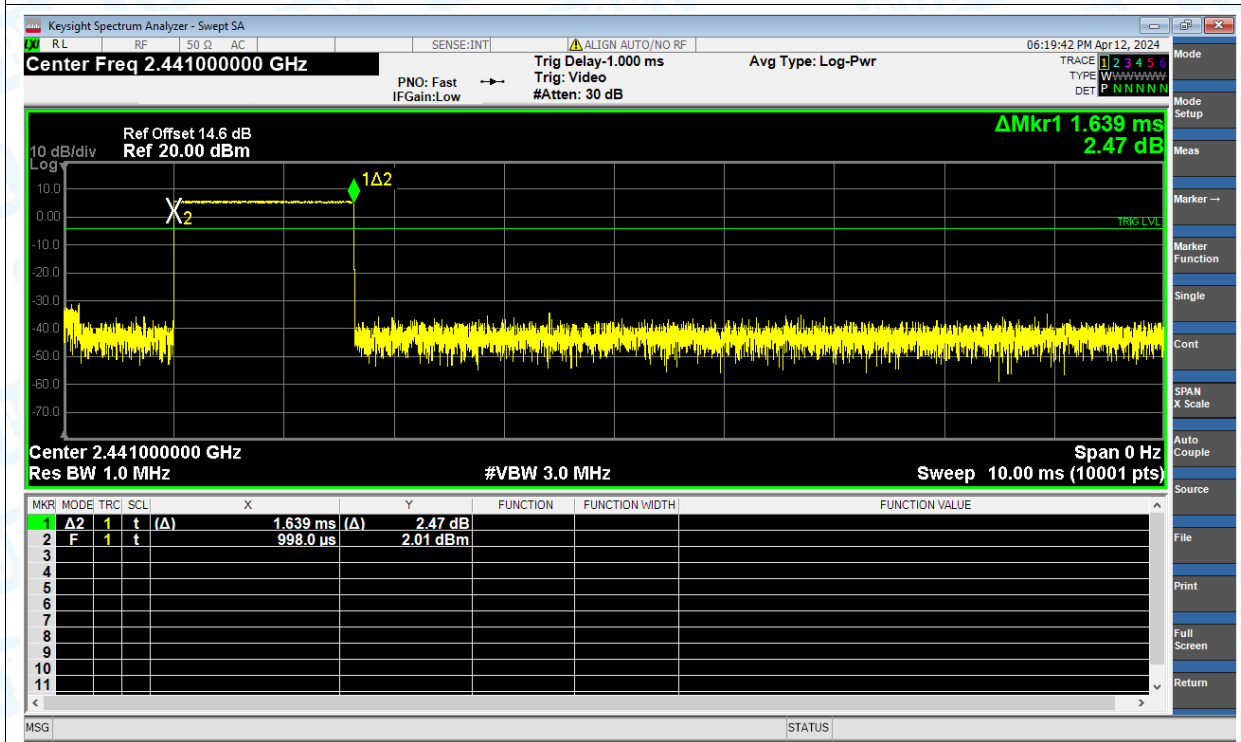 Keysight Spectrum Analyzer - Swept SA
LXI RL RF 50 Ω AC SENSE:INT ALIGN AUTO/NO RF 06:19:42 PM Apr 12, 2024
Center Freq 2.441000000 GHz
PNO: Fast
IFGain:Low
Trig Delay-1.000 ms
Trig: Video
#Atten: 30 dB
Avg Type: Log-Pwr
TRACE 1 2 3 4 5 6
TYPE WWWWWW
DET P N N N N N
ΔMkr1 1.639 ms
2.47 dB
Ref Offset 14.6 dB
10 dB/div Ref 20.00 dBm
Log
10.0
0.00
-10.0
-20.0
-30.0
-40.0
-50.0
-60.0
-70.0
1Δ2
X2
TRIG LVL
Center 2.441000000 GHz Span 0 Hz
Res BW 1.0 MHz #VBW 3.0 MHz Sweep 10.00 ms (10001 pts)
MKR MODE TRC SCL X Y FUNCTION FUNCTION WIDTH FUNCTION VALUE
1 Δ2 1 t (Δ) 1.639 ms (Δ) 2.47 dB
2 F 1 t 998.0 µs 2.01 dBm
3
4
5
6
7
8
9
10
11
MSG STATUS
Mode
Mode Setup
Meas
Marker →
Marker Function
Single
Cont
SPAN X Scale
Auto Couple
Source
File
Print
Full Screen
Return